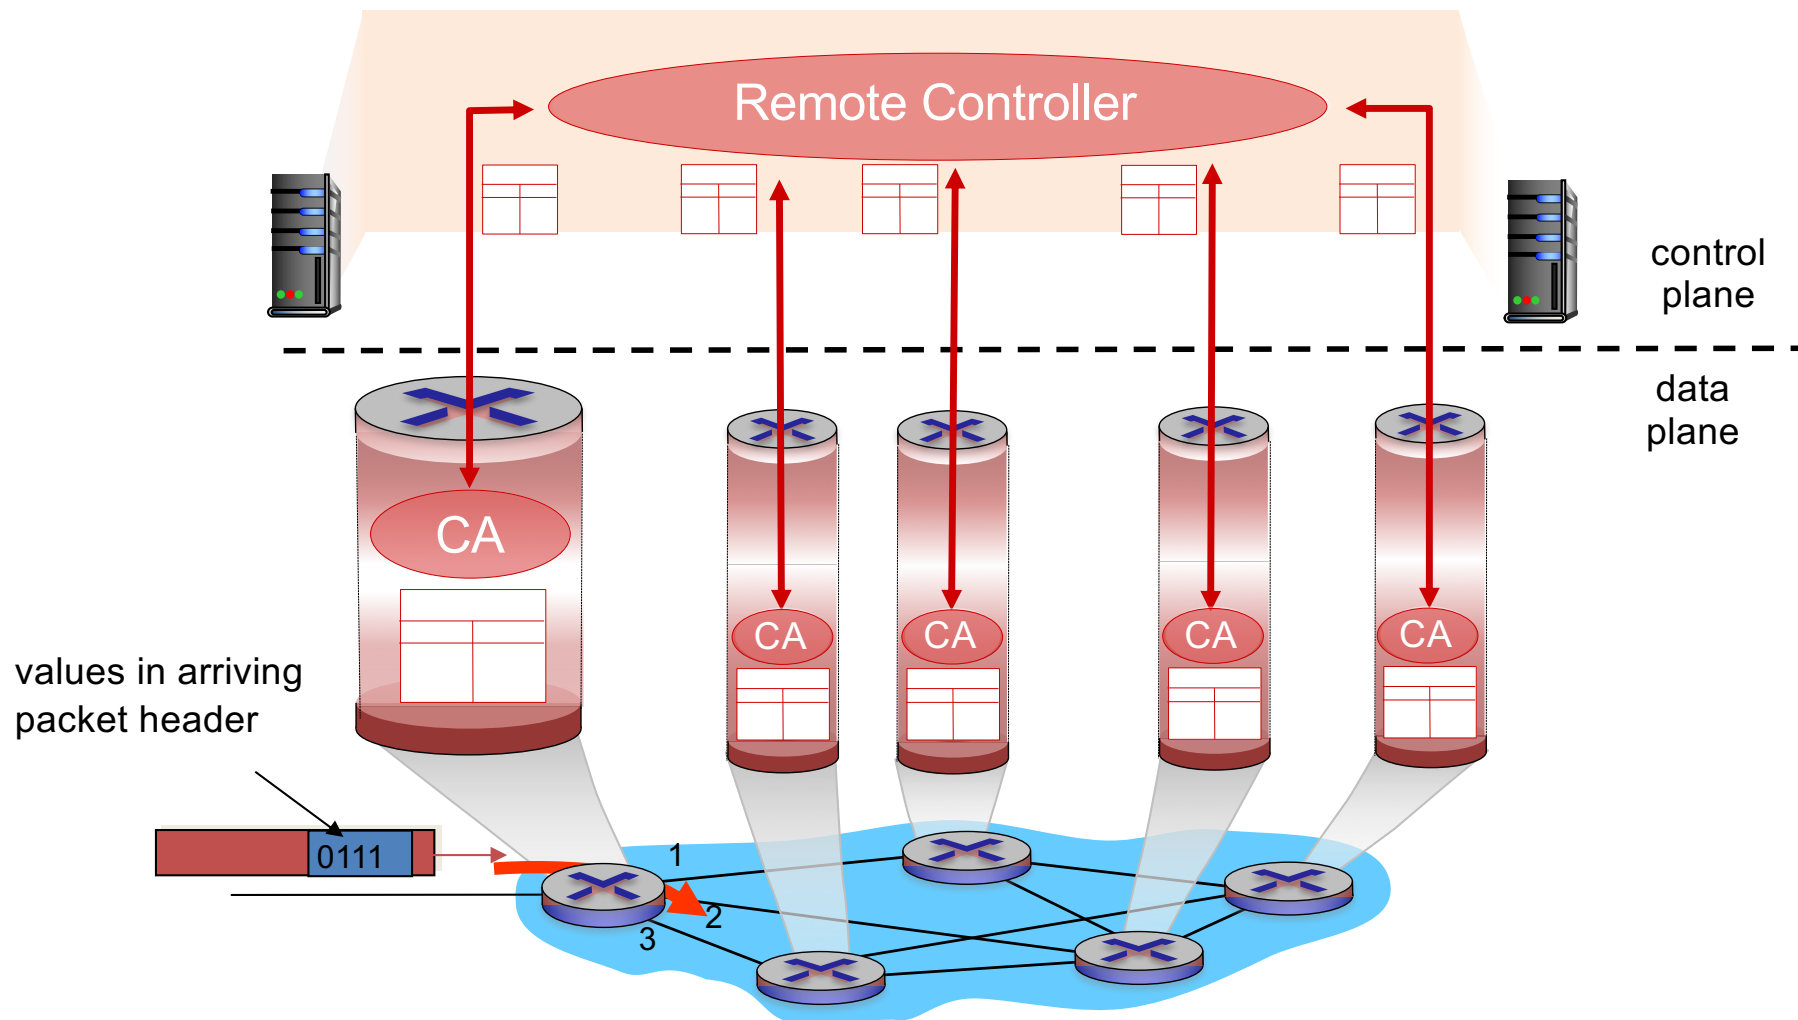 Remote Controller
control
plane
data
plane
CA
CA
CA
CA
CA
values in arriving
packet header
0111
1
2
3